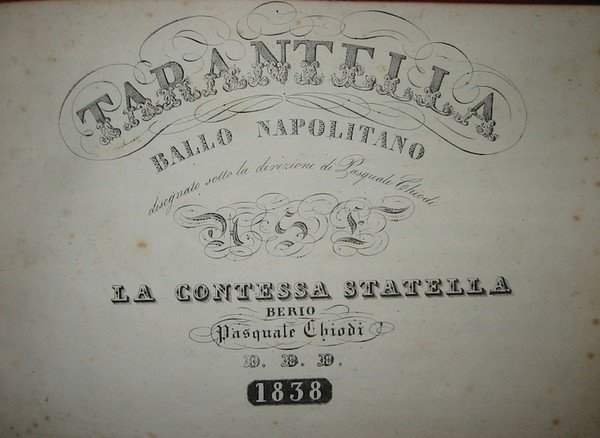 TARANTELLA
BALLO NAPOLITANO
disegnato sotto la direzione di Pasquale Chiodi
A S. E.
LA CONTESSA STATELLA
BERIO
Pasquale Chiodi
D. D. D.
1838